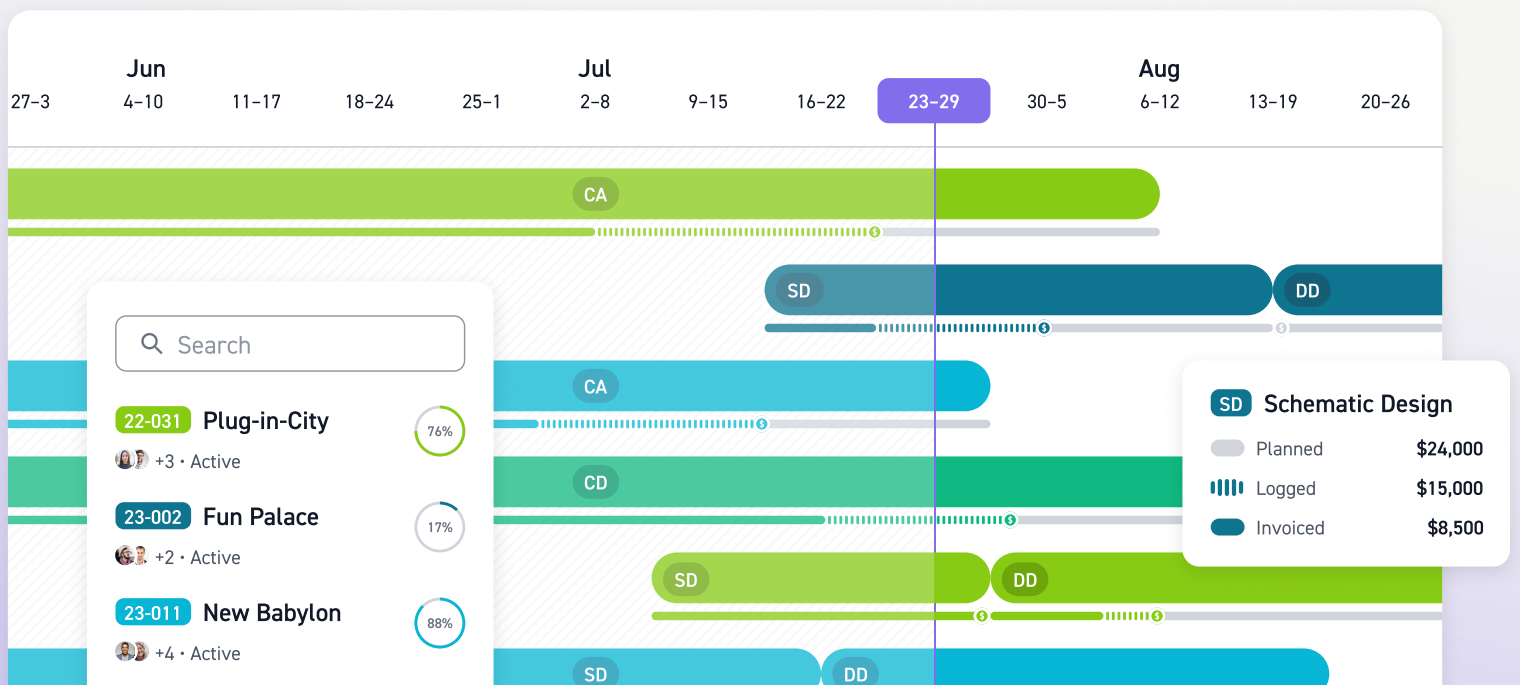 Jun Jul Aug
27–3 4–10 11–17 18–24 25–1 2–8 9–15 16–22 23–29 30–5 6–12 13–19 20–26
CA
$
SD DD
$ $
Search
CA
$
22-031 Plug-in-City 76%
+3 • Active
SD Schematic Design
Planned $24,000
Logged $15,000
Invoiced $8,500
CD
$
23-002 Fun Palace 17%
+2 • Active
SD DD
$ $
23-011 New Babylon 88%
+4 • Active
SD DD